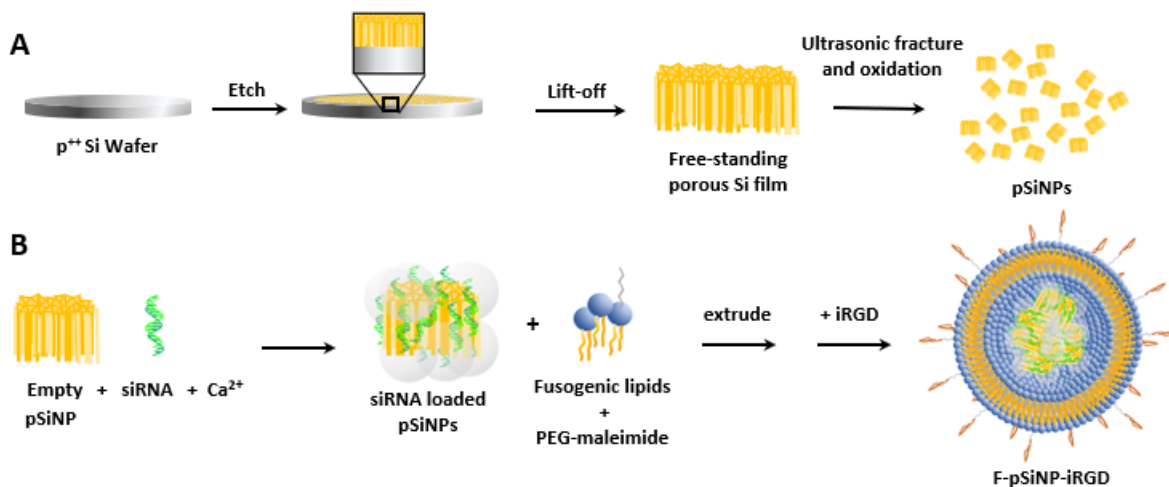 A
Etch
p⁺⁺ Si Wafer
Lift-off
Free-standing
porous Si film
Ultrasonic fracture
and oxidation
pSiNPs
B
Empty + siRNA + Ca²⁺
pSiNP
siRNA loaded
pSiNPs
+
Fusogenic lipids
+
PEG-maleimide
extrude
+ iRGD
F-pSiNP-iRGD